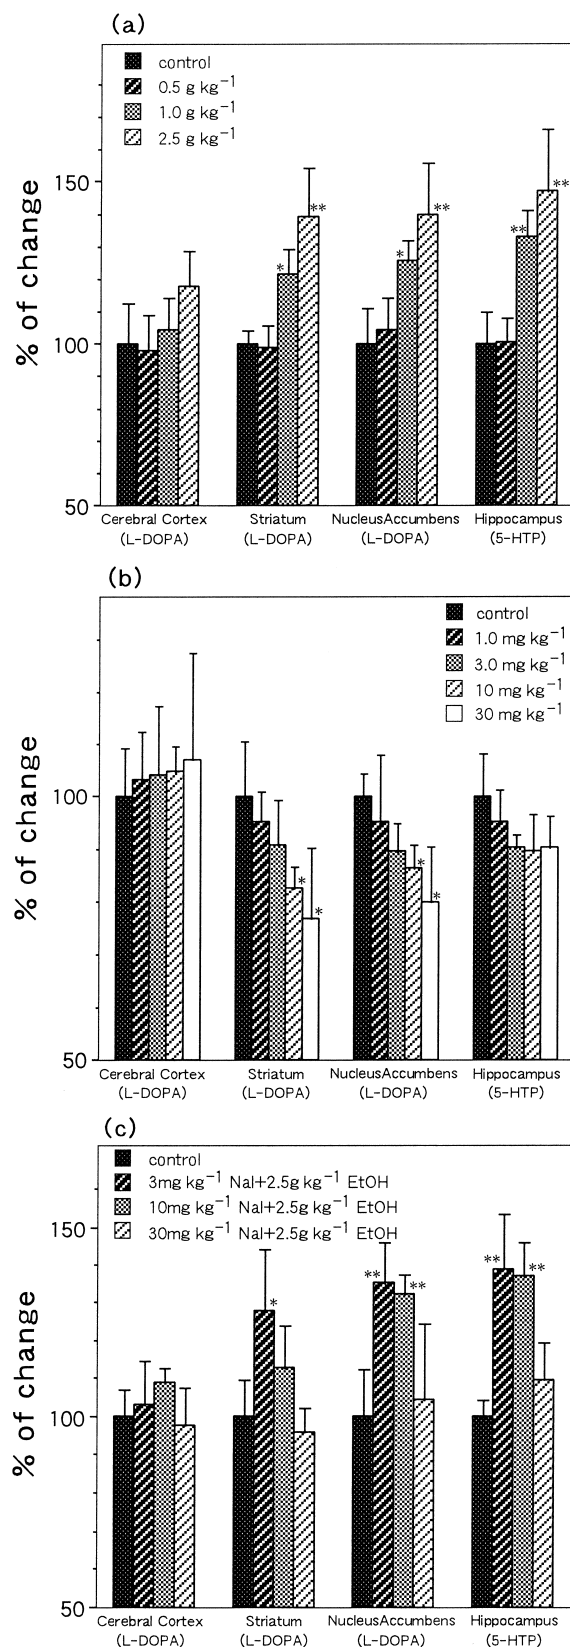 (a)
control
0.5 g kg⁻¹
1.0 g kg⁻¹
2.5 g kg⁻¹
150
100
50
% of change
* ** * ** ** **
Cerebral Cortex Striatum NucleusAccumbens Hippocampus
(L-DOPA) (L-DOPA) (L-DOPA) (5-HTP)
(b)
control
1.0 mg kg⁻¹
3.0 mg kg⁻¹
10 mg kg⁻¹
30 mg kg⁻¹
100
50
% of change
* * * *
Cerebral Cortex Striatum NucleusAccumbens Hippocampus
(L-DOPA) (L-DOPA) (L-DOPA) (5-HTP)
(c)
control
3mg kg⁻¹ Nal+2.5g kg⁻¹ EtOH
10mg kg⁻¹ Nal+2.5g kg⁻¹ EtOH
30mg kg⁻¹ Nal+2.5g kg⁻¹ EtOH
150
100
50
% of change
* ** ** ** **
Cerebral Cortex Striatum NucleusAccumbens Hippocampus
(L-DOPA) (L-DOPA) (L-DOPA) (5-HTP)